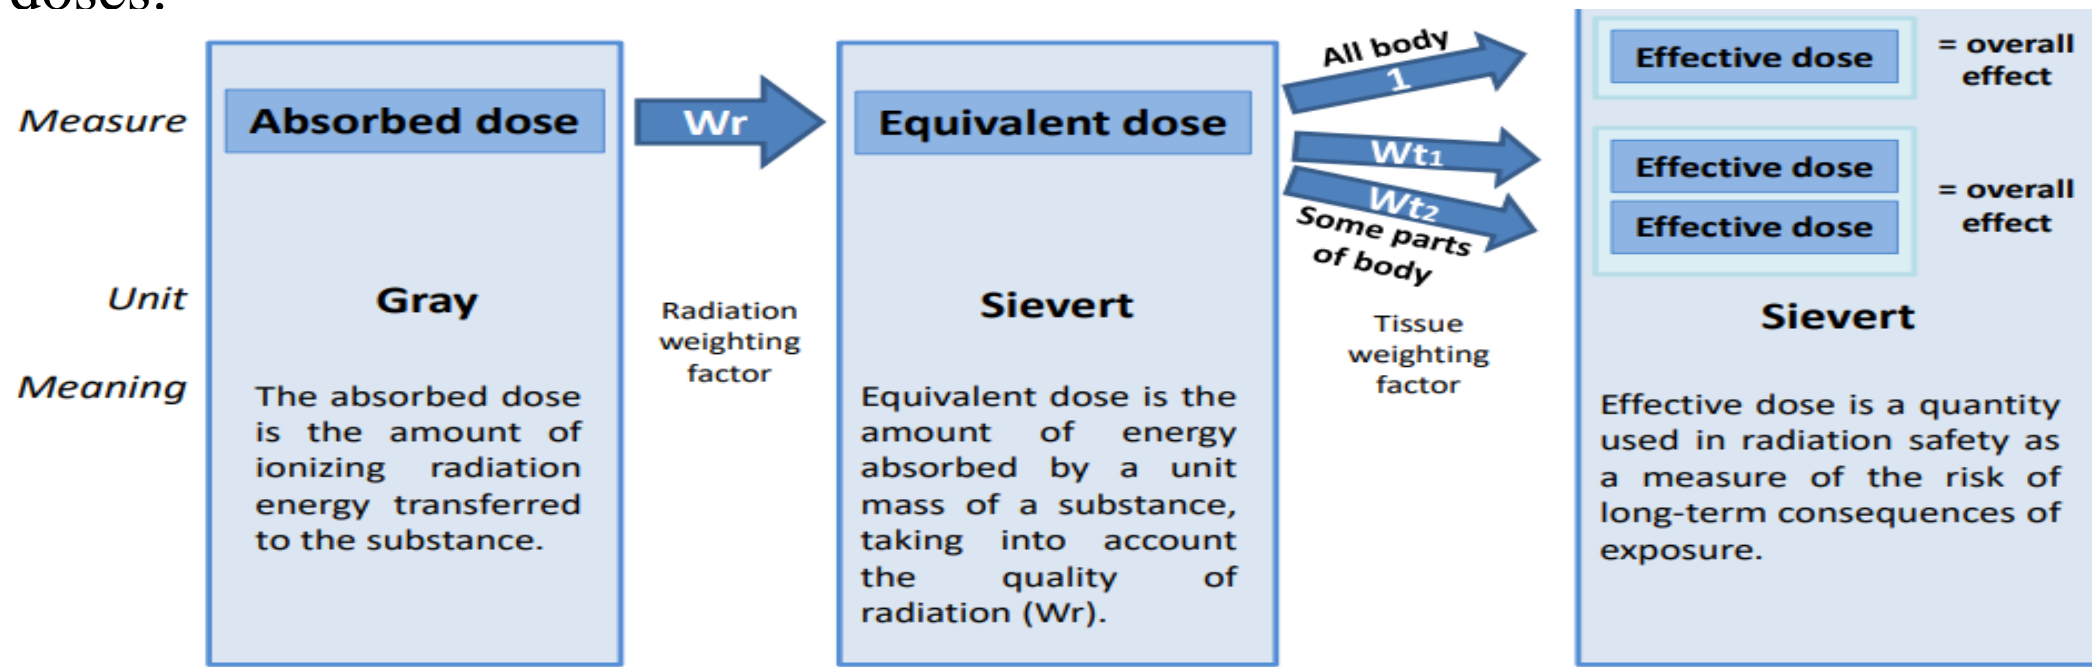 doses:
Measure
Absorbed dose
Wr
Equivalent dose
All body
1
Wt1
Wt2
Some parts
of body
Effective dose
= overall
effect
Effective dose
Effective dose
= overall
effect
Unit
Gray
Radiation
weighting
factor
Sievert
Tissue
weighting
factor
Sievert
Meaning
The absorbed dose
is the amount of
ionizing radiation
energy transferred
to the substance.
Equivalent dose is the
amount of energy
absorbed by a unit
mass of a substance,
taking into account
the quality of
radiation (Wr).
Effective dose is a quantity
used in radiation safety as
a measure of the risk of
long-term consequences of
exposure.